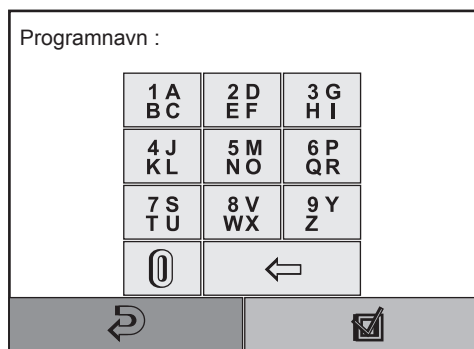 Programnavn :
1 A 2 D 3 G
B C E F H I
4 J 5 M 6 P
K L N O Q R
7 S 8 V 9 Y
T U W X Z
0